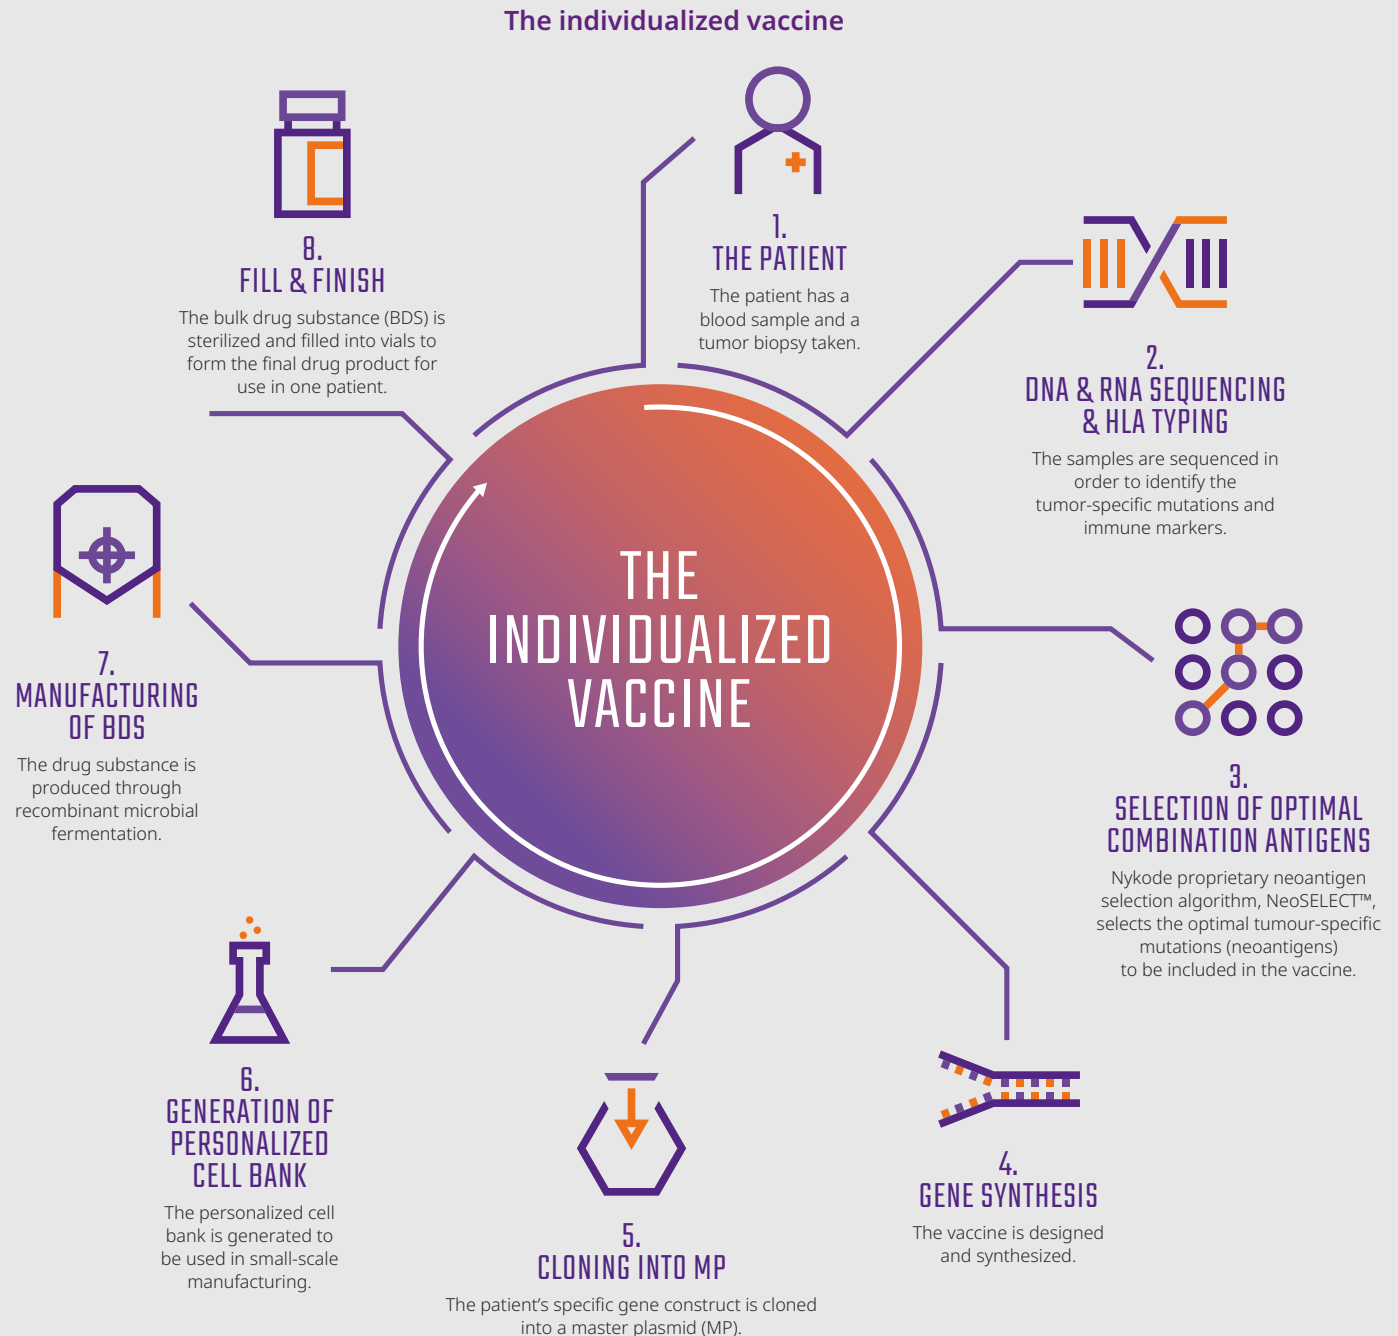 The individualized vaccine
THE
INDIVIDUALIZED
VACCINE
1.
THE PATIENT
The patient has a
blood sample and a
tumor biopsy taken.
2.
DNA & RNA SEQUENCING
& HLA TYPING
The samples are sequenced in
order to identify the
tumor-specific mutations and
immune markers.
3.
SELECTION OF OPTIMAL
COMBINATION ANTIGENS
Nykode proprietary neoantigen
selection algorithm, NeoSELECT™,
selects the optimal tumour-specific
mutations (neoantigens)
to be included in the vaccine.
4.
GENE SYNTHESIS
The vaccine is designed
and synthesized.
5.
CLONING INTO MP
The patient’s specific gene construct is cloned
into a master plasmid (MP).
6.
GENERATION OF
PERSONALIZED
CELL BANK
The personalized cell
bank is generated to
be used in small-scale
manufacturing.
7.
MANUFACTURING
OF BDS
The drug substance is
produced through
recombinant microbial
fermentation.
8.
FILL & FINISH
The bulk drug substance (BDS) is
sterilized and filled into vials to
form the final drug product for
use in one patient.